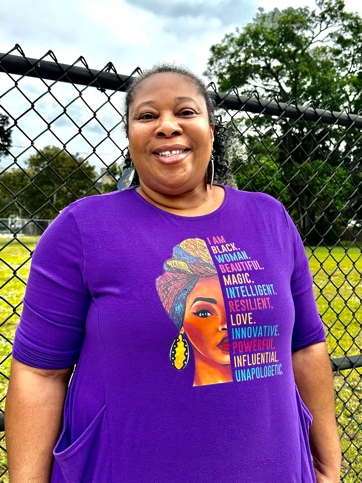 I AM
BLACK.
WOMAN.
BEAUTIFUL.
MAGIC.
INTELLIGENT.
RESILIENT.
LOVE.
INNOVATIVE.
POWERFUL.
INFLUENTIAL.
UNAPOLOGETIC.